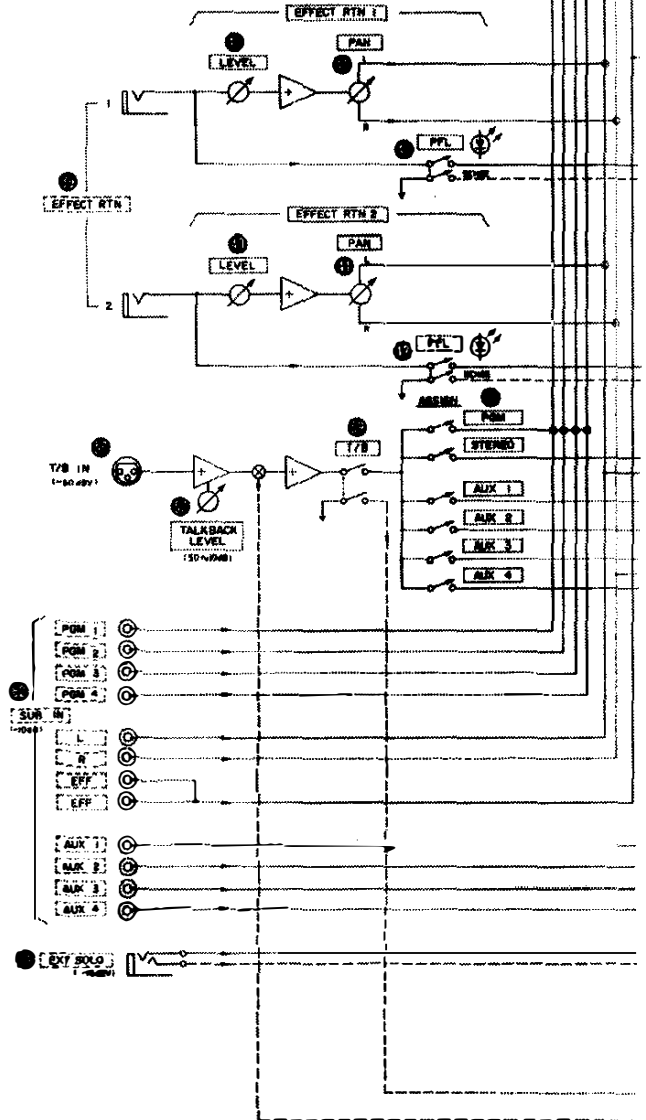 EFFECT RTN 1
PAN
LEVEL
L
1
R
PFL
EFFECT RTN
EFFECT RTN 2
PAN
LEVEL
L
2
R
PFL
ASSIGN
PGM
T/B
STEREO
T/B IN
AUX 1
AUX 2
TALKBACK
LEVEL
AUX 3
AUX 4
PGM 1
PGM 2
PGM 3
PGM 4
SUB IN
L
R
EFF
EFF
AUX 1
AUX 2
AUX 3
AUX 4
EXT SOLO